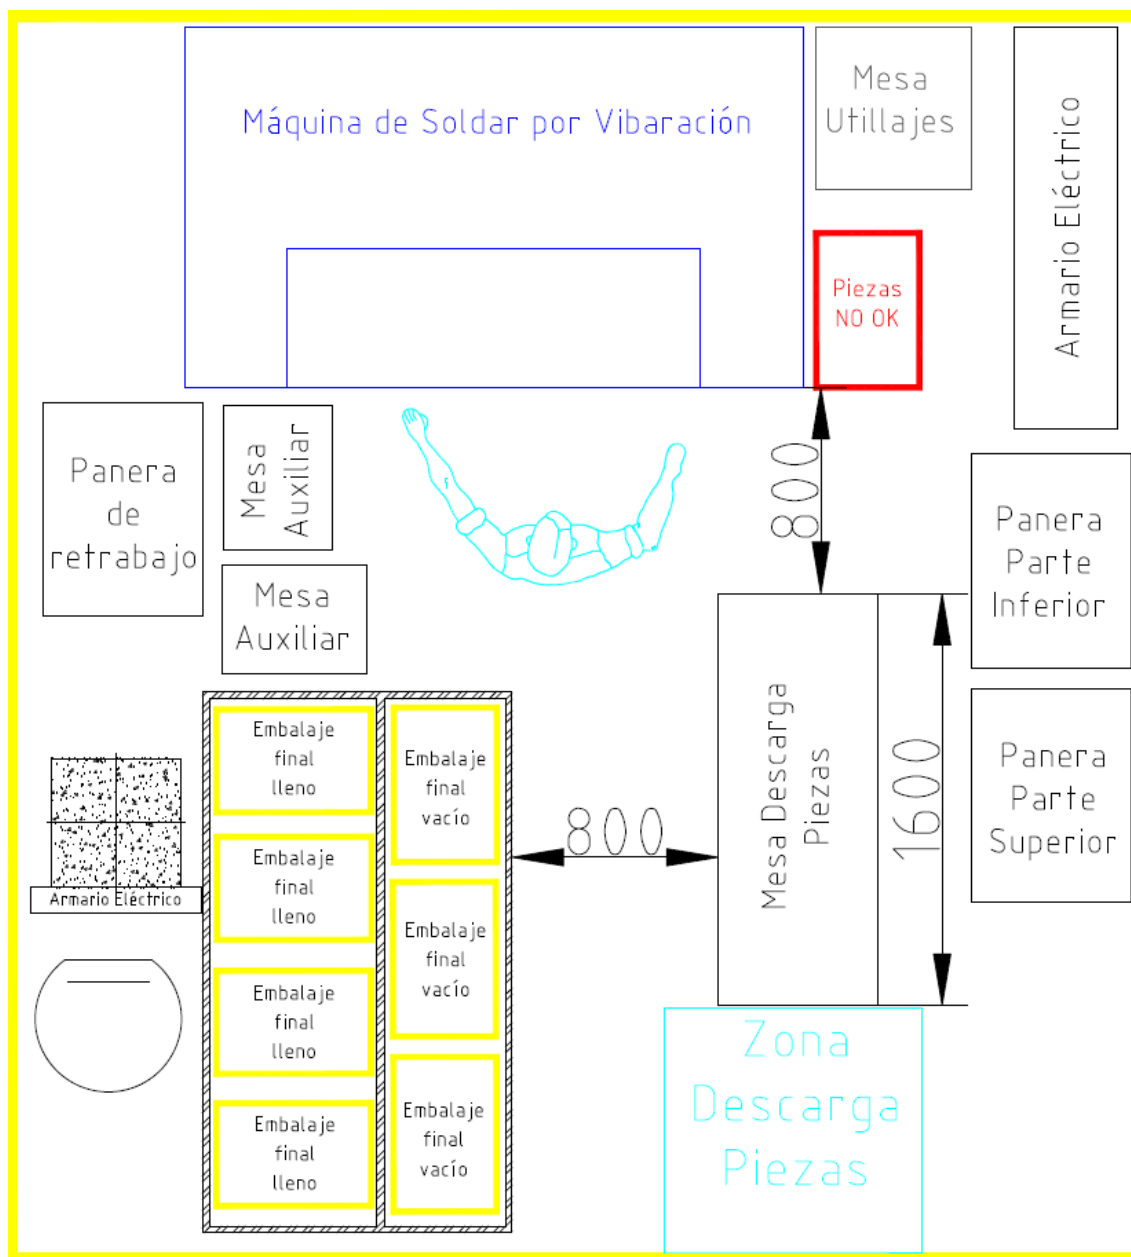 Máquina de Soldar por Vibaración
Mesa
Utillajes
Armario Eléctrico
Piezas
NO OK
Panera
de
retrabajo
Mesa
Auxiliar
Mesa
Auxiliar
800
Panera
Parte
Inferior
Panera
Parte
Superior
Mesa Descarga
Piezas
1600
800
Embalaje
final
lleno
Embalaje
final
lleno
Embalaje
final
lleno
Embalaje
final
lleno
Embalaje
final
vacío
Embalaje
final
vacío
Embalaje
final
vacío
Armario Eléctrico
Zona
Descarga
Piezas